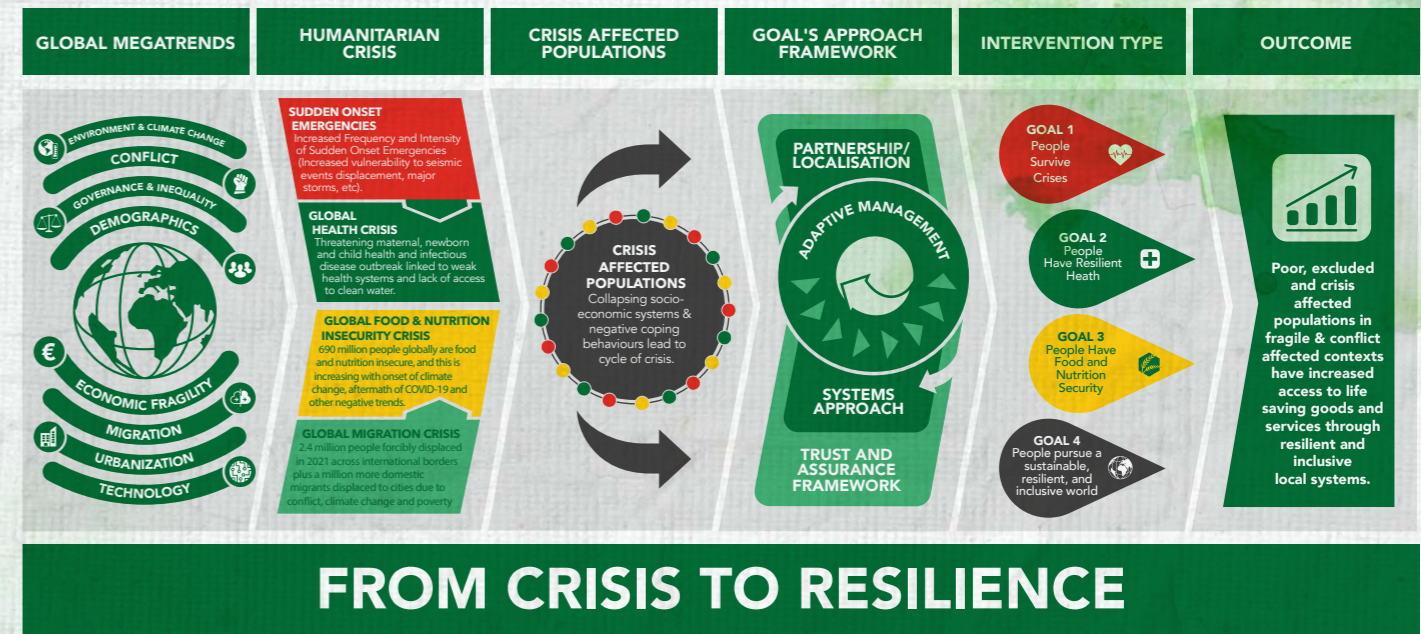 GLOBAL MEGATRENDS
HUMANITARIAN
CRISIS
CRISIS AFFECTED
POPULATIONS
GOAL'S APPROACH
FRAMEWORK
INTERVENTION TYPE
OUTCOME
ENVIRONMENT & CLIMATE CHANGE
CONFLICT
GOVERNANCE & INEQUALITY
DEMOGRAPHICS
€
ECONOMIC FRAGILITY
MIGRATION
URBANIZATION
TECHNOLOGY
SUDDEN ONSET
EMERGENCIES
Increased Frequency and Intensity
of Sudden Onset Emergencies
(Increased vulnerability to seismic
events displacement, major
storms, etc).
GLOBAL
HEALTH CRISIS
Threatening maternal, newborn
and child health and infectious
disease outbreak linked to weak
health systems and lack of access
to clean water.
GLOBAL FOOD & NUTRITION
INSECURITY CRISIS
690 million people globally are food
and nutrition insecure, and this is
increasing with onset of climate
change, aftermath of COVID-19 and
other negative trends.
GLOBAL MIGRATION CRISIS
2.4 million people forcibly displaced
in 2021 across international borders
plus a million more domestic
migrants displaced to cities due to
conflict, climate change and poverty
CRISIS
AFFECTED
POPULATIONS
Collapsing socio-
economic systems &
negative coping
behaviours lead to
cycle of crisis.
PARTNERSHIP/
LOCALISATION
ADAPTIVE MANAGEMENT
SYSTEMS
APPROACH
TRUST AND
ASSURANCE
FRAMEWORK
GOAL 1
People
Survive
Crises
GOAL 2
People
Have Resilient
Heath
GOAL 3
People Have
Food and
Nutrition
Security
GOAL 4
People pursue a
sustainable,
resilient, and
inclusive world
Poor, excluded
and crisis
affected
populations in
fragile & conflict
affected contexts
have increased
access to life
saving goods and
services through
resilient and
inclusive
local systems.
FROM CRISIS TO RESILIENCE